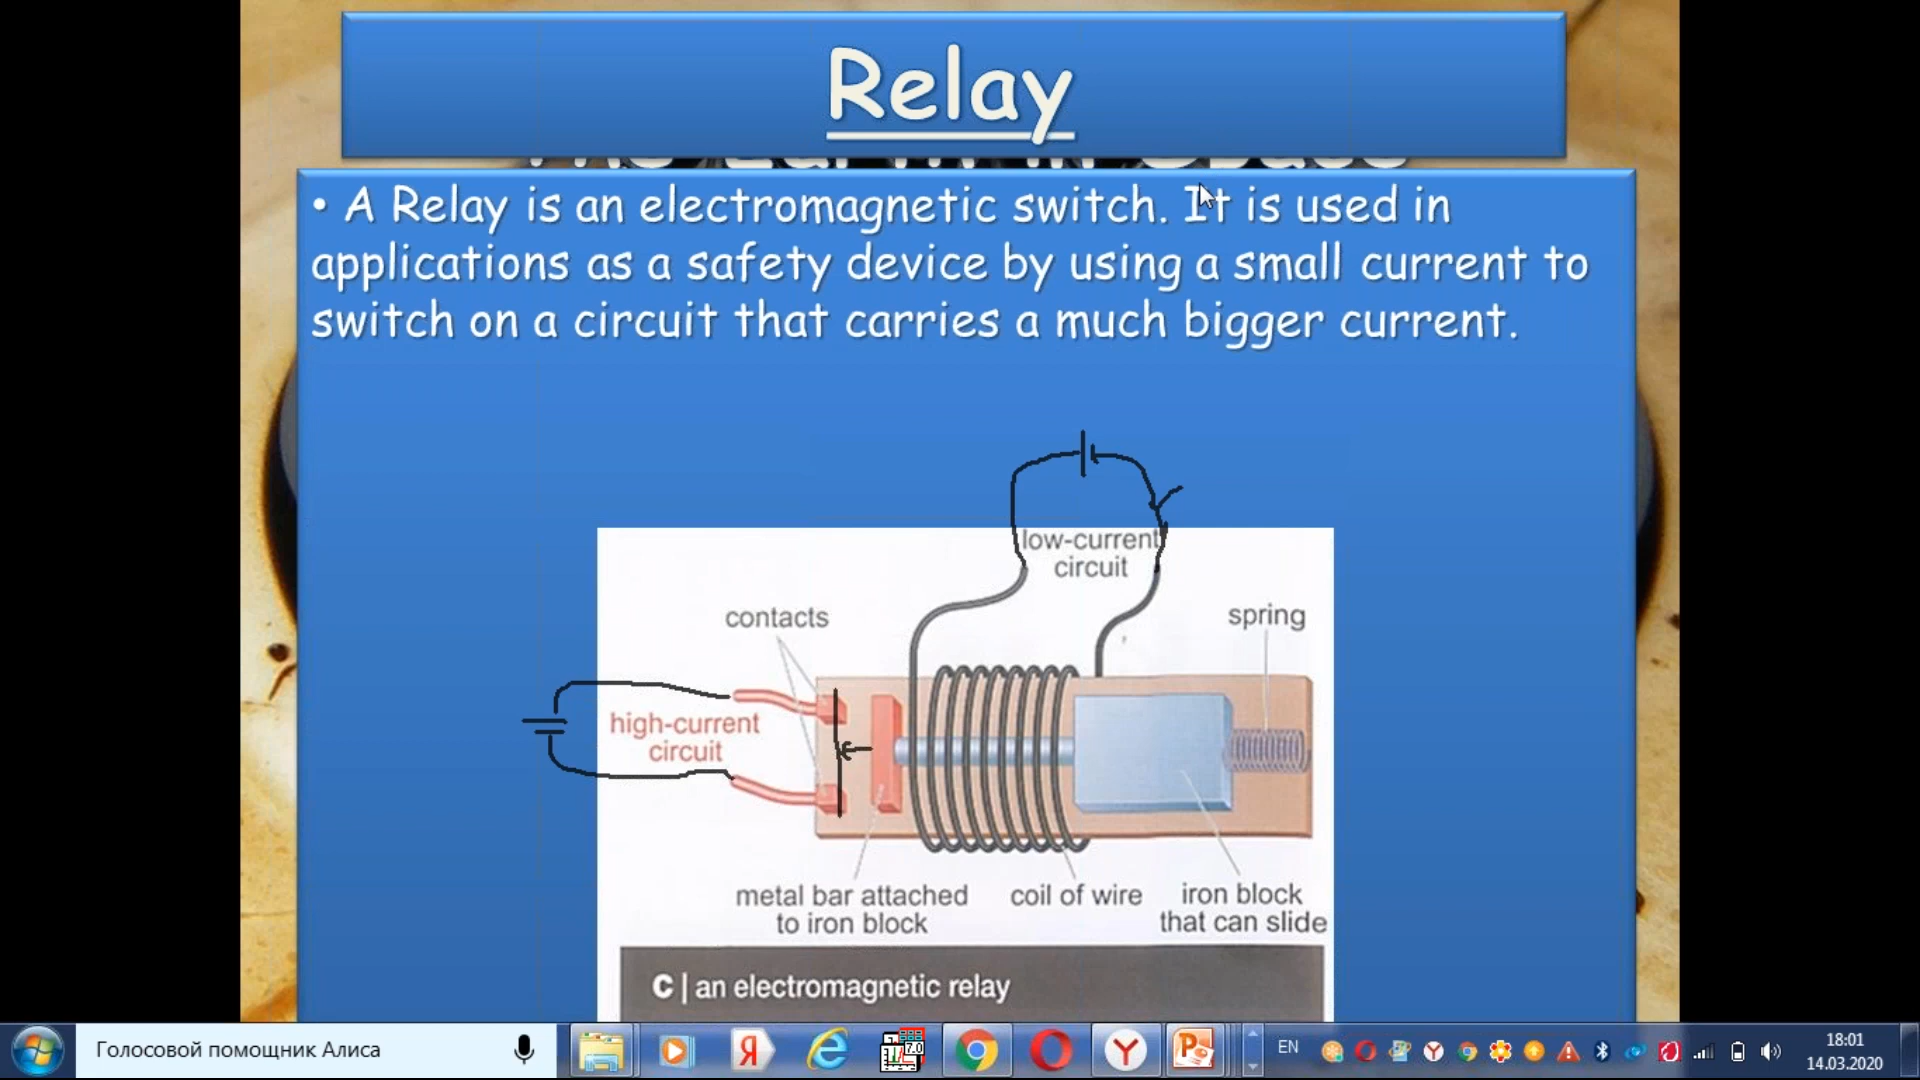 Relay
• A Relay is an electromagnetic switch. It is used in
applications as a safety device by using a small current to
switch on a circuit that carries a much bigger current.
low-current
circuit
contacts
spring
high-current
circuit
metal bar attached
to iron block
coil of wire
iron block
that can slide
C | an electromagnetic relay
Голосовой помощник Алиса
7.0
EN
18:01
14.03.2020